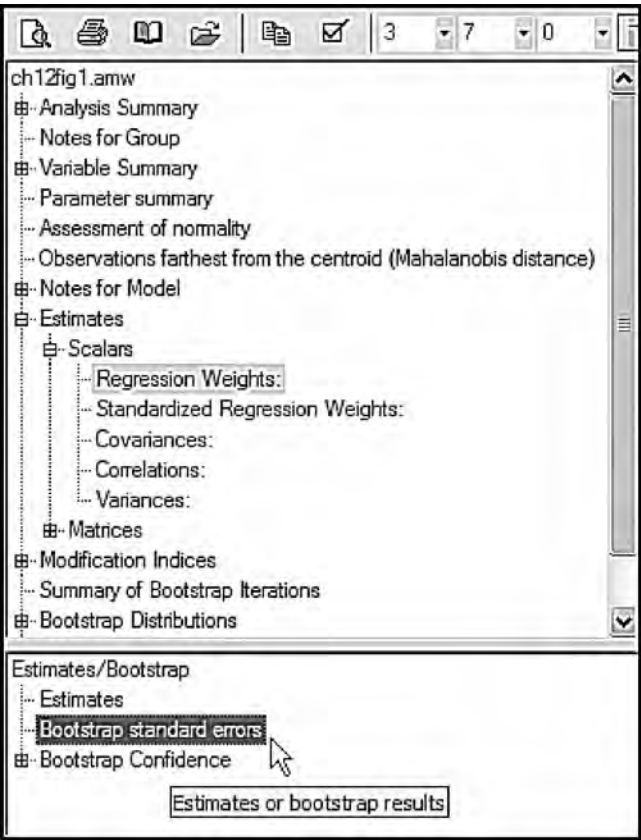 3 7 0
ch12fig1.amw
Analysis Summary
Notes for Group
Variable Summary
Parameter summary
Assessment of normality
Observations farthest from the centroid (Mahalanobis distance)
Notes for Model
Estimates
Scalars
Regression Weights:
Standardized Regression Weights:
Covariances:
Correlations:
Variances:
Matrices
Modification Indices
Summary of Bootstrap Iterations
Bootstrap Distributions
Estimates/Bootstrap
Estimates
Bootstrap standard errors
Bootstrap Confidence
Estimates or bootstrap results